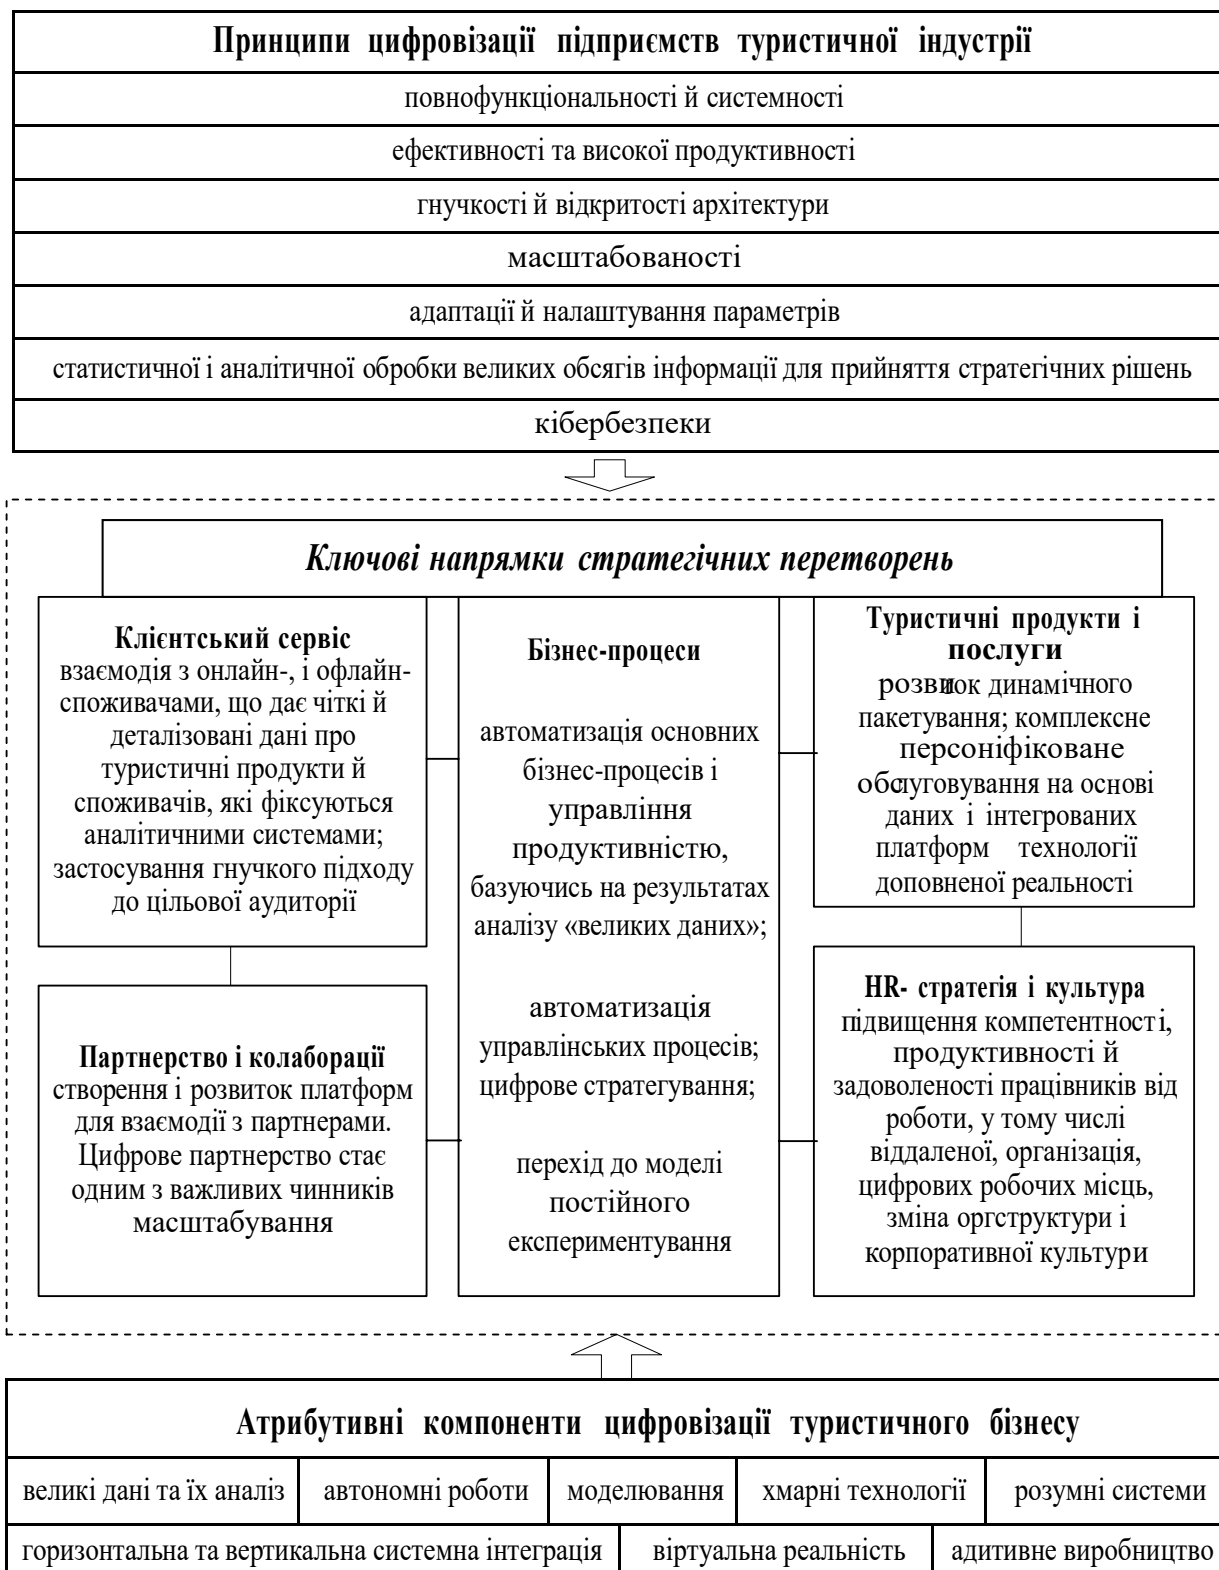 Принципи цифровізації підприємств туристичної індустрії
повнофункціональності й системності
ефективності та високої продуктивності
гнучкості й відкритості архітектури
масштабованості
адаптації й налаштування параметрів
статистичної і аналітичної обробки великих обсягів інформації для прийняття стратегічних рішень
кібербезпеки
Ключові напрямки стратегічних перетворень
Клієнтський сервіс
взаємодія з онлайн-, і офлайн-
споживачами, що дає чіткі й
деталізовані дані про
туристичні продукти й
споживачів, які фіксуються
аналітичними системами;
застосування гнучкого підходу
до цільової аудиторії
Партнерство і колаборації
створення і розвиток платформ
для взаємодії з партнерами.
Цифрове партнерство стає
одним з важливих чинників
масштабування
Бізнес-процеси
автоматизація основних
бізнес-процесів і
управління
продуктивністю,
базуючись на результатах
аналізу «великих даних»;
автоматизація
управлінських процесів;
цифрове стратегування;
перехід до моделі
постійного
експериментування
Туристичні продукти і
послуги
розвиток динамічного
пакетування; комплексне
персоніфіковане
обслуговування на основі
даних і інтегрованих
платформ технології
доповненої реальності
HR- стратегія і культура
підвищення компетентності,
продуктивності й
задоволеності працівників від
роботи, у тому числі
віддаленої, організація,
цифрових робочих місць,
зміна оргструктури і
корпоративної культури
Атрибутивні компоненти цифровізації туристичного бізнесу
великі дані та їх аналіз автономні роботи моделювання хмарні технології розумні системи
горизонтальна та вертикальна системна інтеграція віртуальна реальність адитивне виробництво